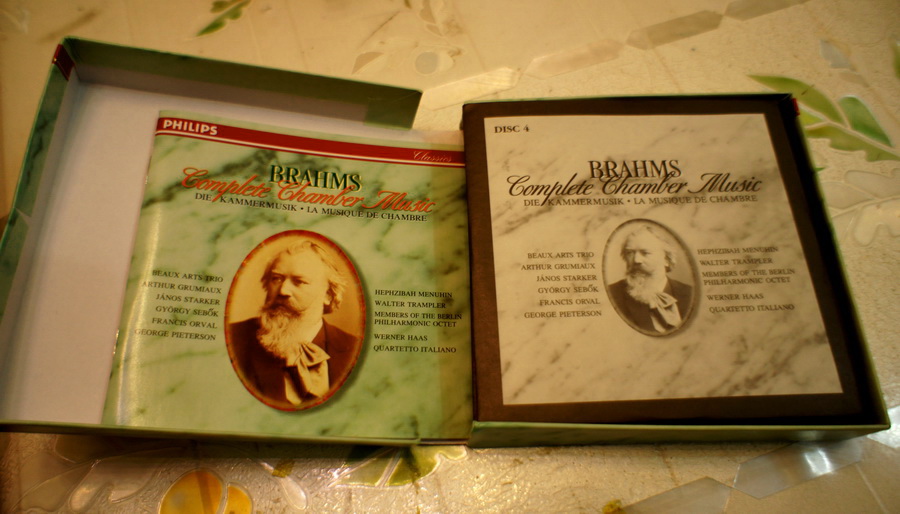 PHILIPS
Classics
BRAHMS
Complete Chamber Music
DIE KAMMERMUSIK • LA MUSIQUE DE CHAMBRE
BEAUX ARTS TRIO
ARTHUR GRUMIAUX
JÁNOS STARKER
GYÖRGY SEBŐK
FRANCIS ORVAL
GEORGE PIETERSON
HEPHZIBAH MENUHIN
WALTER TRAMPLER
MEMBERS OF THE BERLIN
PHILHARMONIC OCTET
WERNER HAAS
QUARTETTO ITALIANO
DISC 4
BRAHMS
Complete Chamber Music
DIE KAMMERMUSIK • LA MUSIQUE DE CHAMBRE
BEAUX ARTS TRIO
ARTHUR GRUMIAUX
JÁNOS STARKER
GYÖRGY SEBŐK
FRANCIS ORVAL
GEORGE PIETERSON
HEPHZIBAH MENUHIN
WALTER TRAMPLER
MEMBERS OF THE BERLIN
PHILHARMONIC OCTET
WERNER HAAS
QUARTETTO ITALIANO